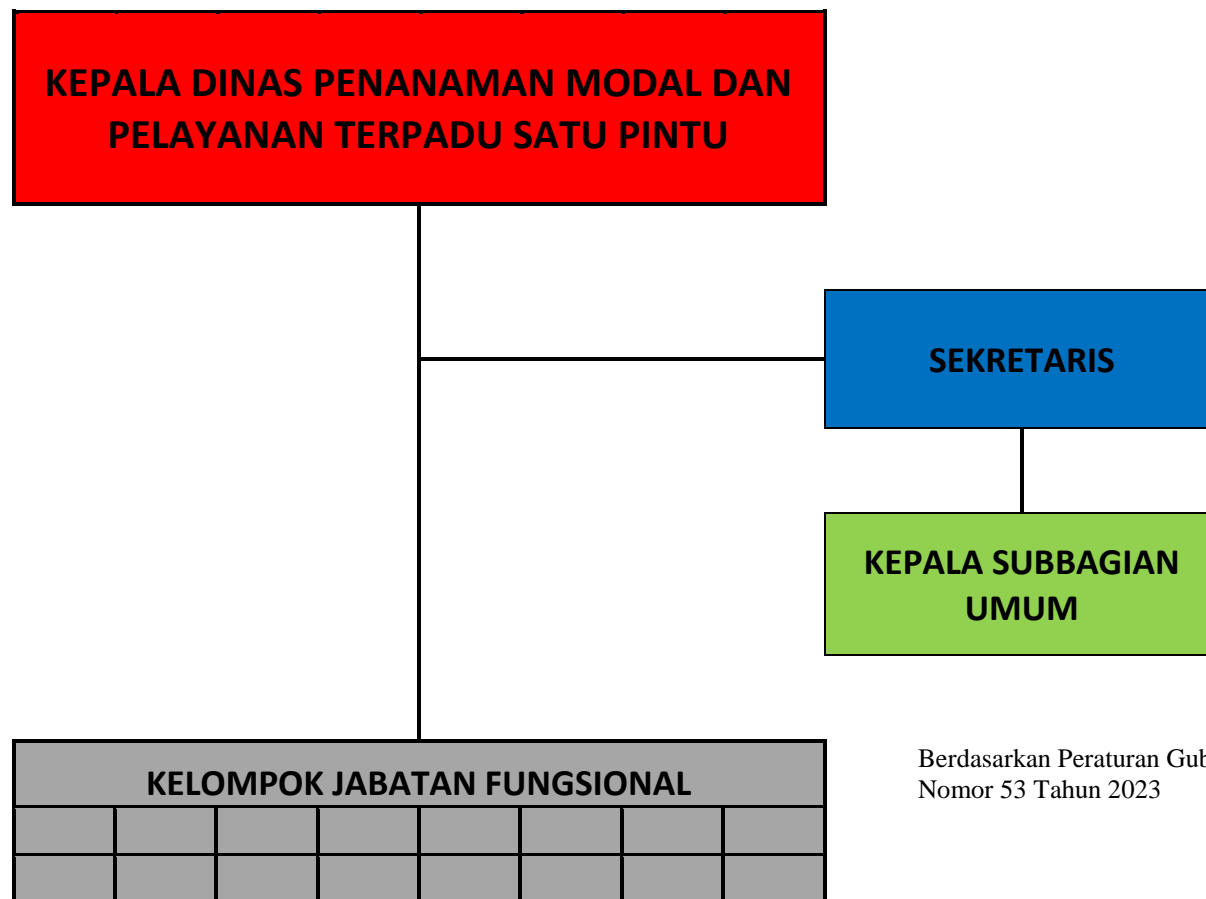 KEPALA DINAS PENANAMAN MODAL DAN
PELAYANAN TERPADU SATU PINTU
SEKRETARIS
KEPALA SUBBAGIAN
UMUM
KELOMPOK JABATAN FUNGSIONAL
Berdasarkan Peraturan
Nomor 53 Tahun 2023